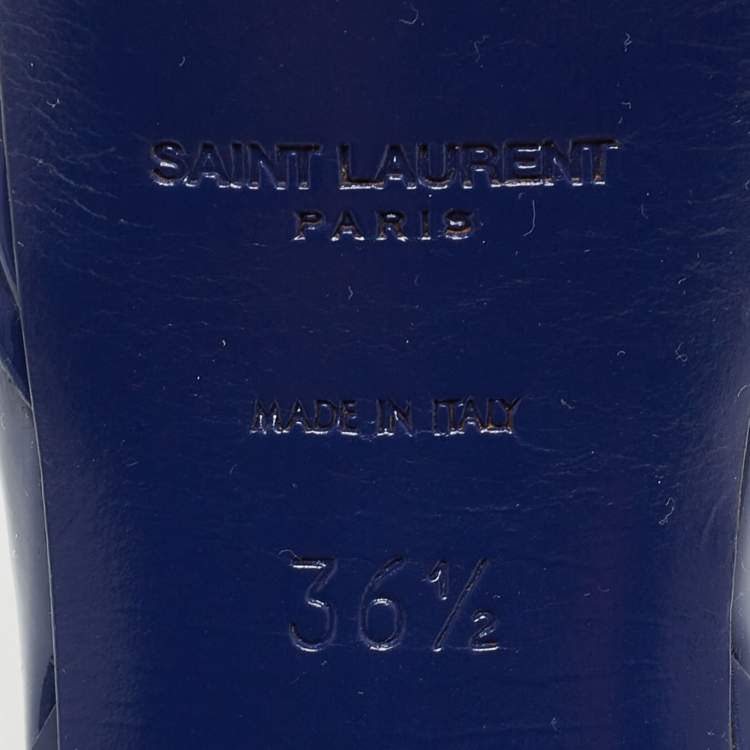 SAINT LAURENT
PARIS
MADE IN ITALY
36½